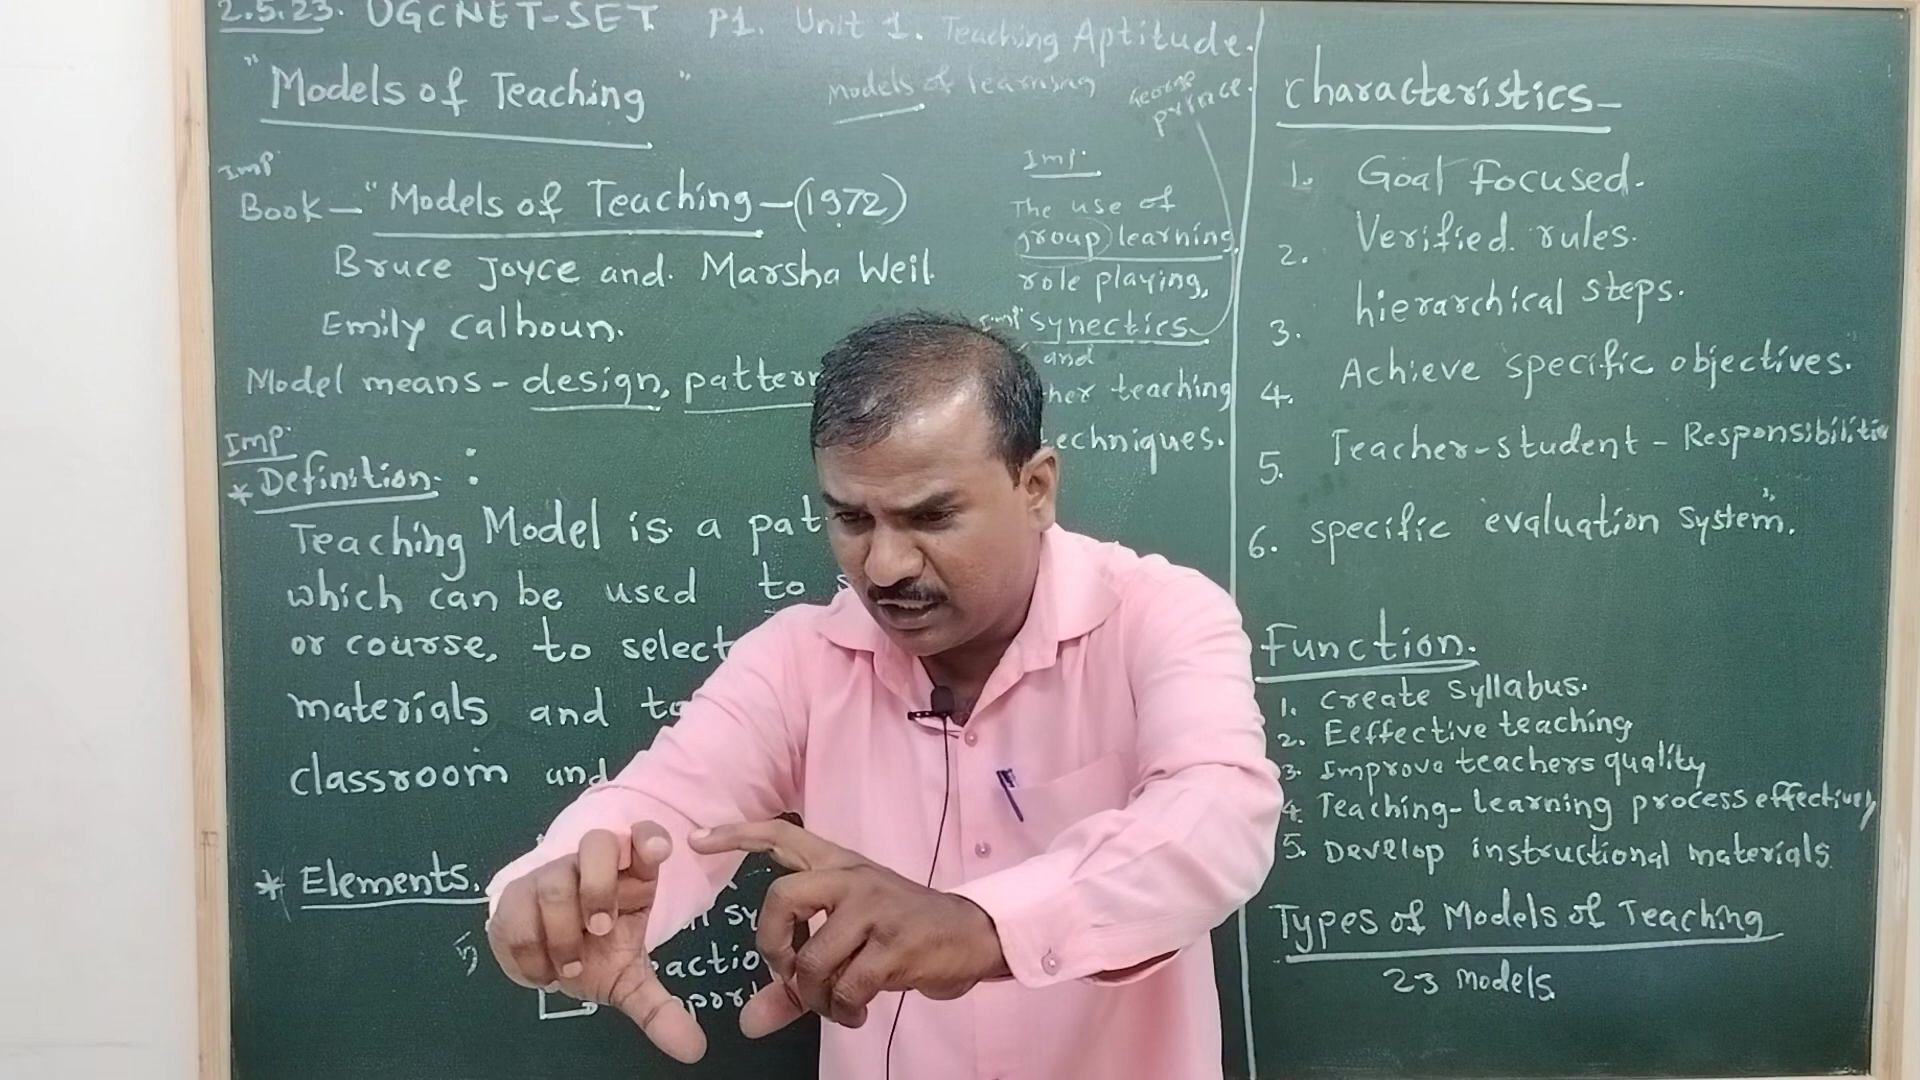 2.5.23. UGCNET-SET P1. Unit 1. Teaching Aptitude.
"Models of Teaching"
Models of learning
George prince.
Imp
Book - "Models of Teaching - (1972)
Bruce Joyce and. Marsha Weil.
Emily Calhoun.
Model means - design, pattern
Imp.
* Definition. :
Teaching Model is a
which can be used to
or course, to select
materials and
classroom and
* Elements.
5
Imp.
The use of
group learning,
role playing,
Imp synectics
and
teaching
techniques.
Characteristics -
1. Goal focused.
2. Verified. rules.
3. hierarchical steps.
4. Achieve specific objectives.
5. Teacher-student - Responsibilities
6. specific evaluation system.
Function.
1. Create syllabus.
2. Eeffective teaching
3. Improve teachers quality
4. Teaching-learning process effectively
5. Develop instructional materials.
Types of Models of Teaching
23 models.